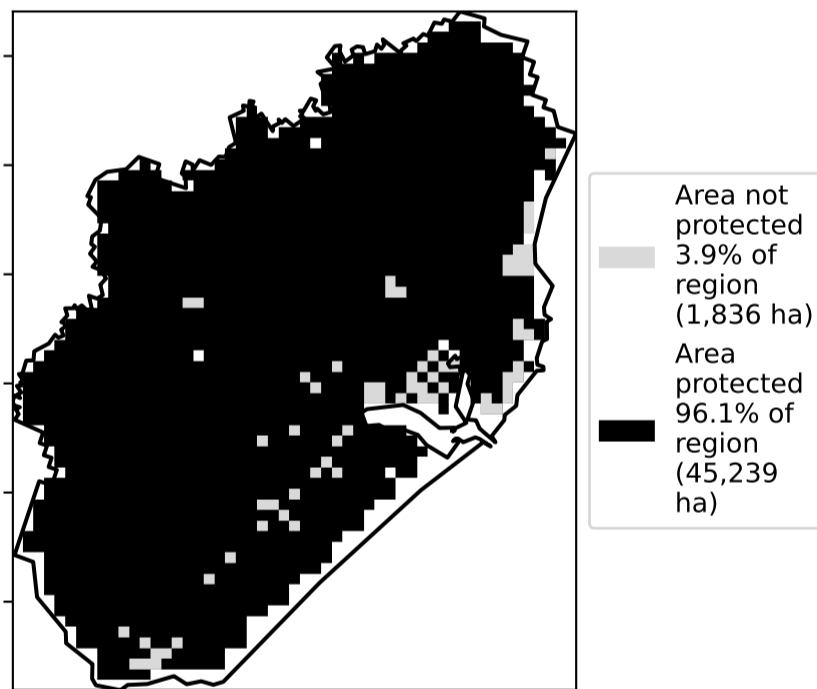 Area not
protected
3.9% of
region
(1,836 ha)
Area
protected
96.1% of
region
(45,239
ha)